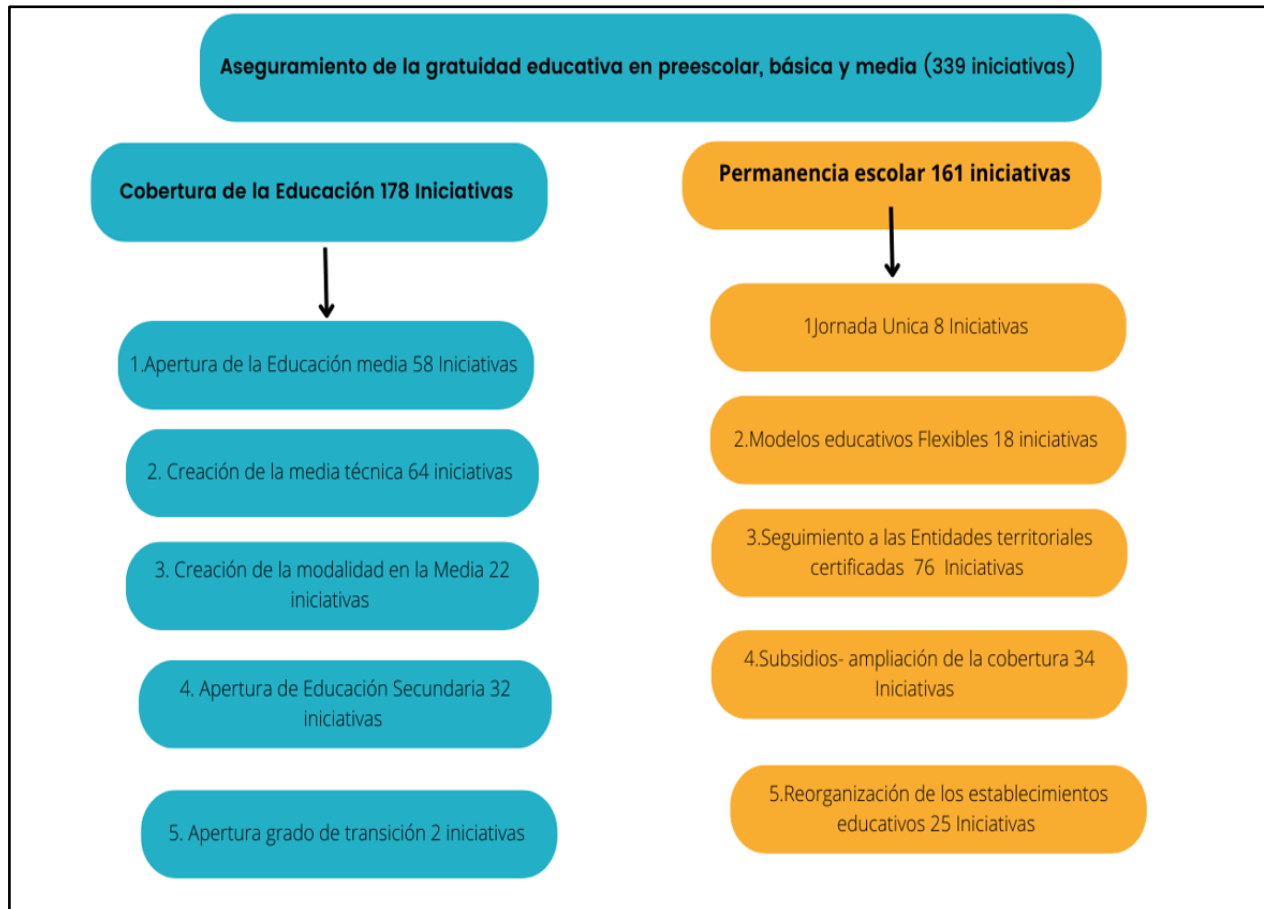 Aseguramiento de la gratuidad educativa en preescolar, básica y media (339 iniciativas)
Cobertura de la Educación 178 Iniciativas
1.Apertura de la Educación media 58 Iniciativas
2. Creación de la media técnica 64 iniciativas
3. Creación de la modalidad en la Media 22
iniciativas
4. Apertura de Educación Secundaria 32
iniciativas
5. Apertura grado de transición 2 iniciativas
Permanencia escolar 161 iniciativas
1Jornada Unica 8 Iniciativas
2.Modelos educativos Flexibles 18 iniciativas
3.Seguimiento a las Entidades territoriales
certificadas 76 Iniciativas
4.Subsidios- ampliación de la cobertura 34
Iniciativas
5.Reorganización de los establecimientos
educativos 25 Iniciativas